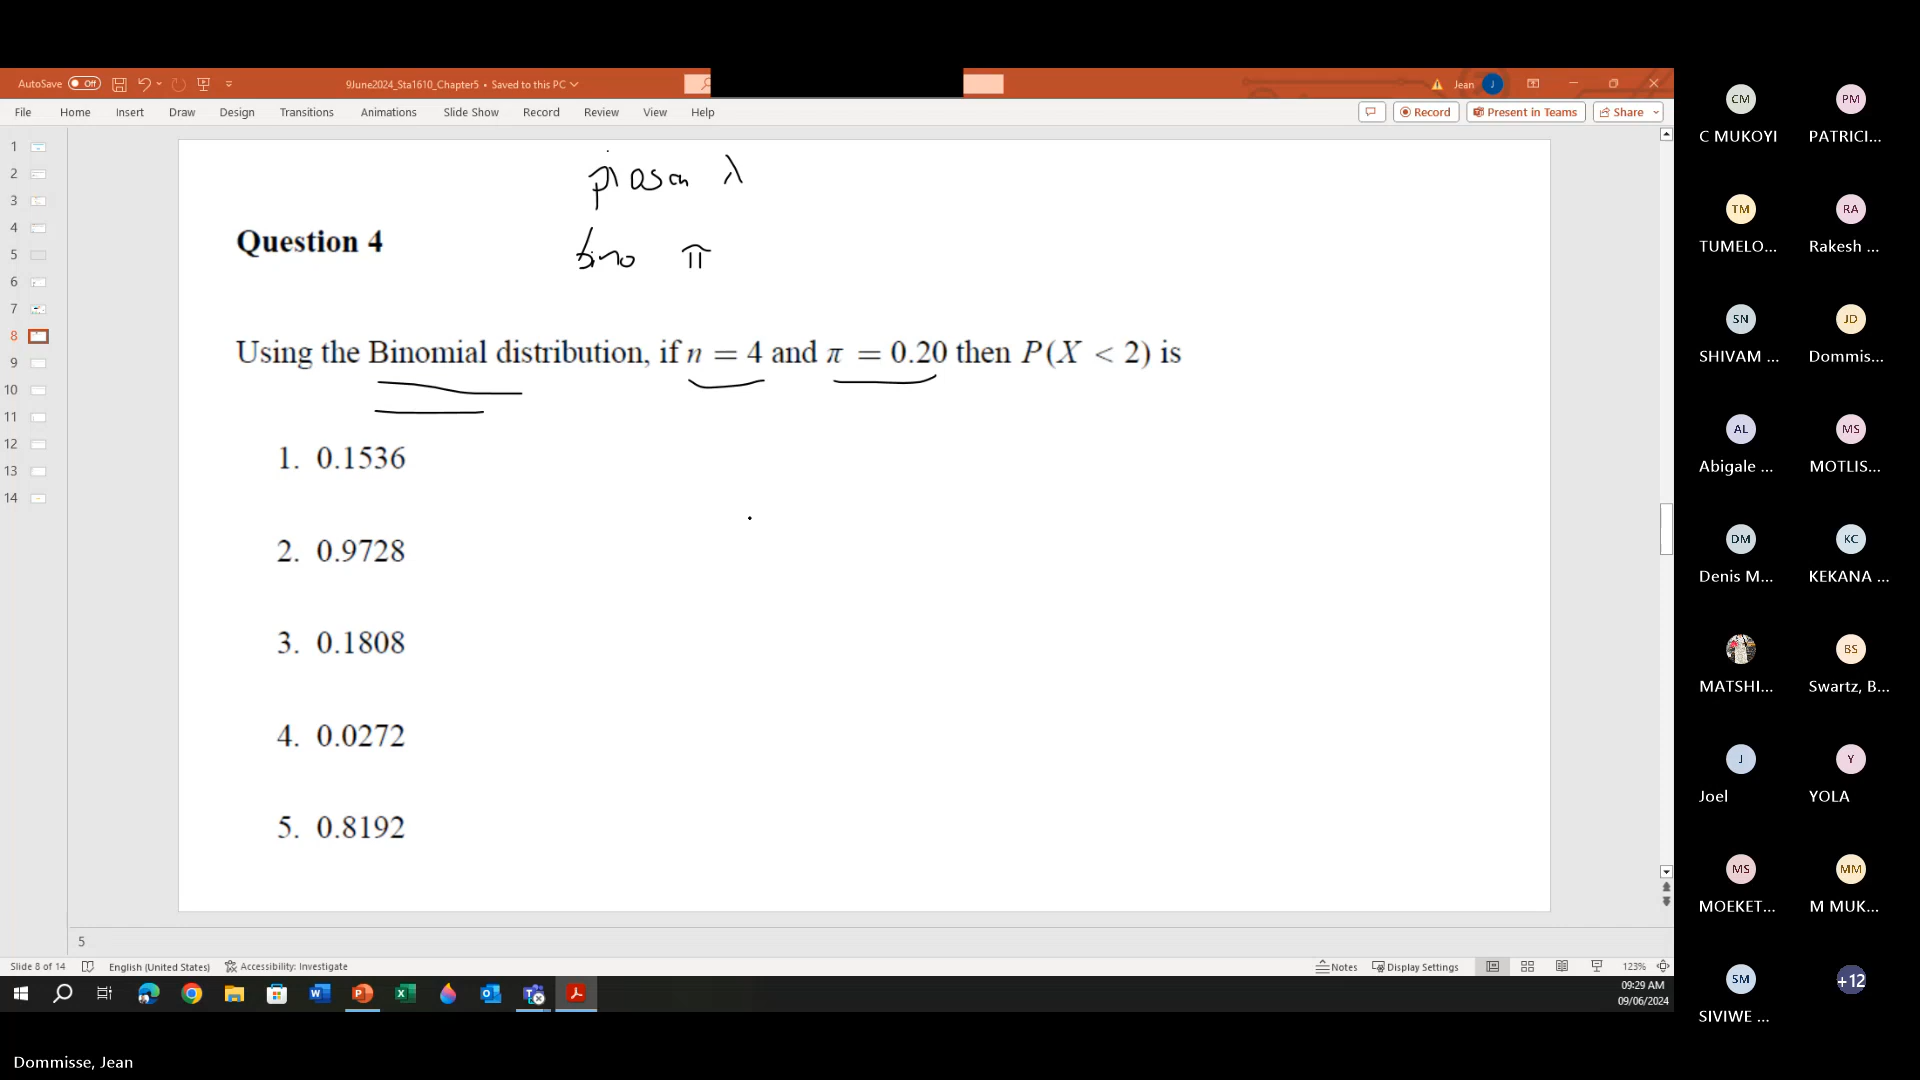 AutoSave Off 9June2024_Sta1610_Chapter5 • Saved to this PC Jean J
File Home Insert Draw Design Transitions Animations Slide Show Record Review View Help Record Present in Teams Share
1
2
3
4
5
6
7
8
9
10
11
12
13
14
λ
Question 4
bino π
Using the Binomial distribution, if n = 4 and π = 0.20 then P(X < 2) is
1. 0.1536
2. 0.9728
3. 0.1808
4. 0.0272
5. 0.8192
5
Slide 8 of 14 English (United States) Accessibility: Investigate Notes Display Settings 123%
09:29 AM
09/06/2024
Dommisse, Jean
CM PM
C MUKOYI PATRICI...
TM RA
TUMELO... Rakesh ...
SN JD
SHIVAM ... Dommis...
AL MS
Abigale ... MOTLIS...
DM KC
Denis M... KEKANA ...
BS
MATSHI... Swartz, B...
J Y
Joel YOLA
MS MM
MOEKET... M MUK...
SM +12
SIVIWE ...